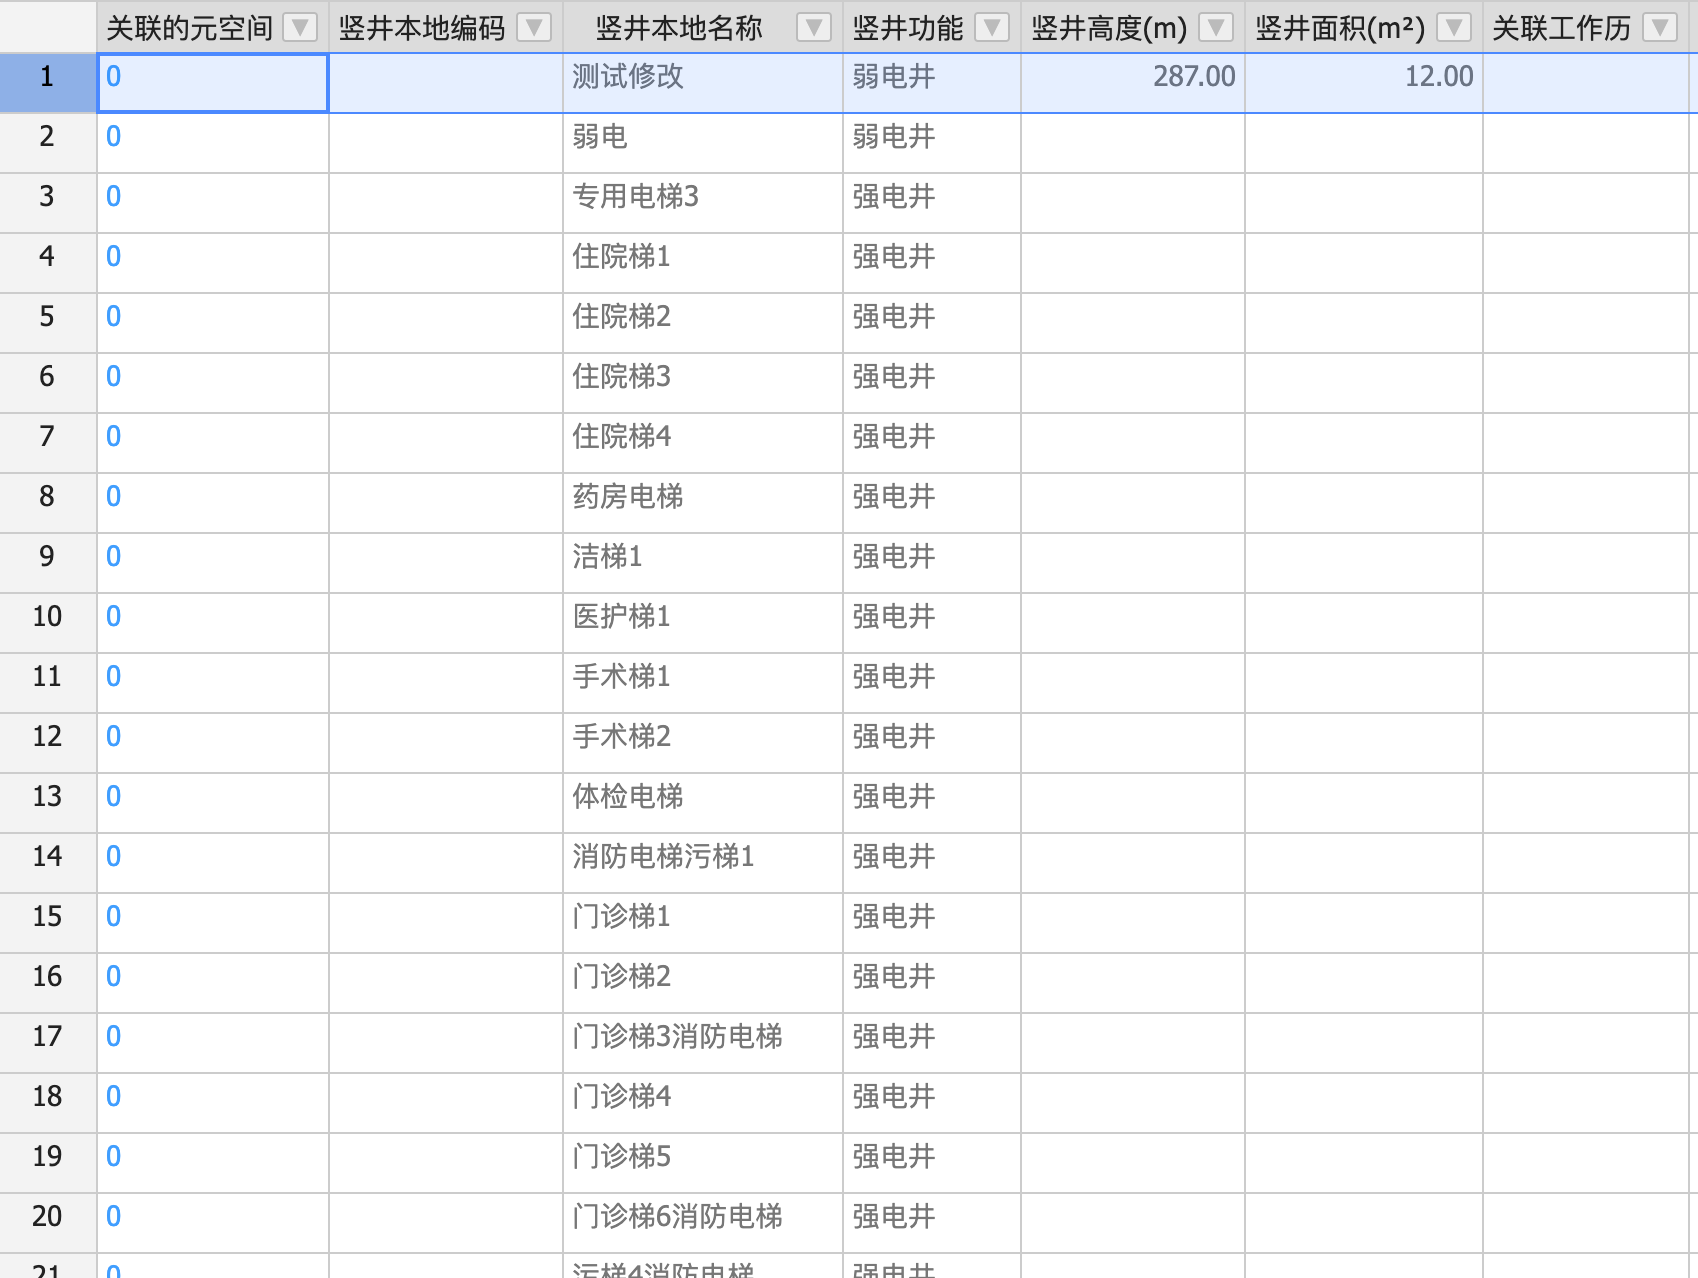 关联的元空间 竖井本地编码 竖井本地名称 竖井功能 竖井高度(m) 竖井面积(m²) 关联工作历
1 0 测试修改 弱电井 287.00 12.00
2 0 弱电 弱电井
3 0 专用电梯3 强电井
4 0 住院梯1 强电井
5 0 住院梯2 强电井
6 0 住院梯3 强电井
7 0 住院梯4 强电井
8 0 药房电梯 强电井
9 0 洁梯1 强电井
10 0 医护梯1 强电井
11 0 手术梯1 强电井
12 0 手术梯2 强电井
13 0 体检电梯 强电井
14 0 消防电梯污梯1 强电井
15 0 门诊梯1 强电井
16 0 门诊梯2 强电井
17 0 门诊梯3消防电梯 强电井
18 0 门诊梯4 强电井
19 0 门诊梯5 强电井
20 0 门诊梯6消防电梯 强电井
21 0 污梯4消防电梯 强电井